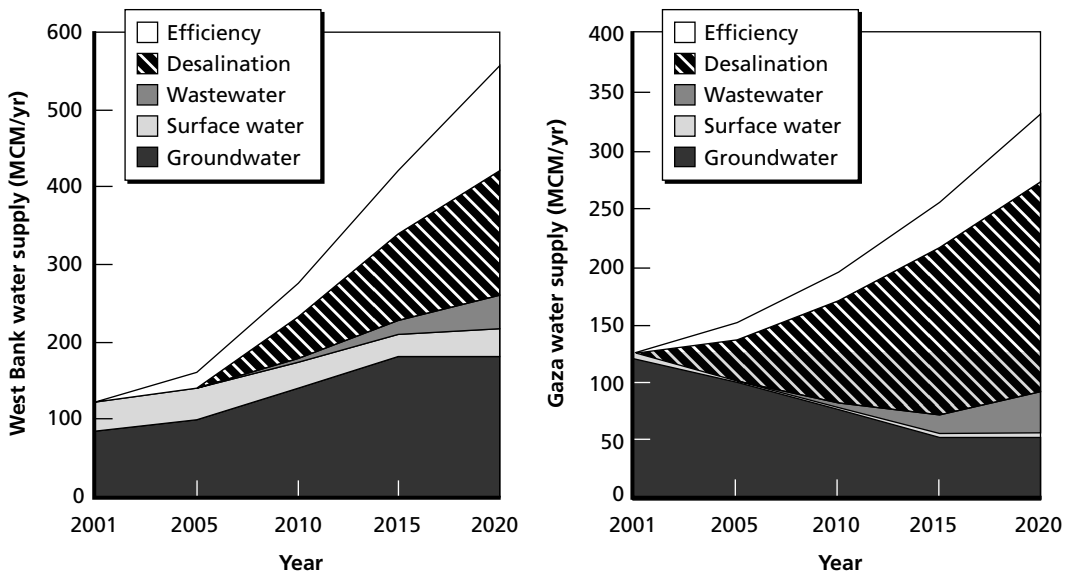 West Bank water supply (MCM/yr)
600
500
400
300
200
100
0
Efficiency
Desalination
Wastewater
Surface water
Groundwater
2001 2005 2010 2015 2020
Year
Gaza water supply (MCM/yr)
400
350
300
250
200
150
100
50
0
Efficiency
Desalination
Wastewater
Surface water
Groundwater
2001 2005 2010 2015 2020
Year